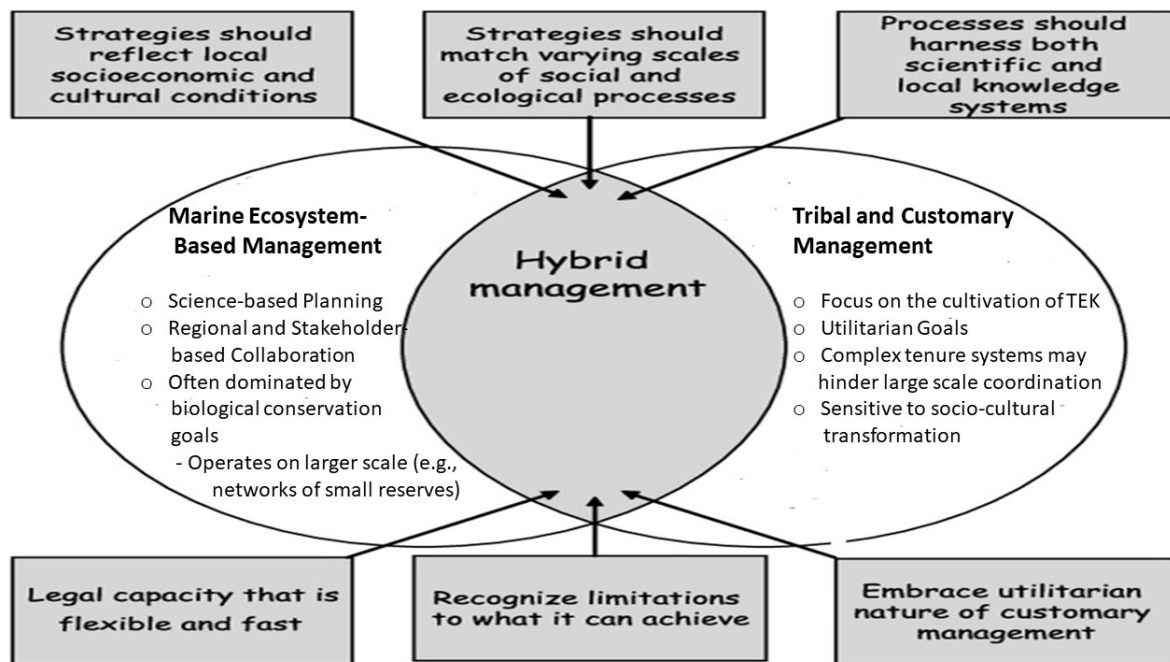 Strategies should
reflect local
socioeconomic and
cultural conditions
Strategies should
match varying scales
of social and
ecological processes
Processes should
harness both
scientific and
local knowledge
systems
Marine Ecosystem-
Based Management
○ Science-based Planning
○ Regional and Stakeholder-
based Collaboration
○ Often dominated by
biological conservation
goals
- Operates on larger scale (e.g.,
networks of small reserves)
Hybrid
management
Tribal and Customary
Management
○ Focus on the cultivation of TEK
○ Utilitarian Goals
○ Complex tenure systems may
hinder large scale coordination
○ Sensitive to socio-cultural
transformation
Legal capacity that is
flexible and fast
Recognize limitations
to what it can achieve
Embrace utilitarian
nature of customary
management